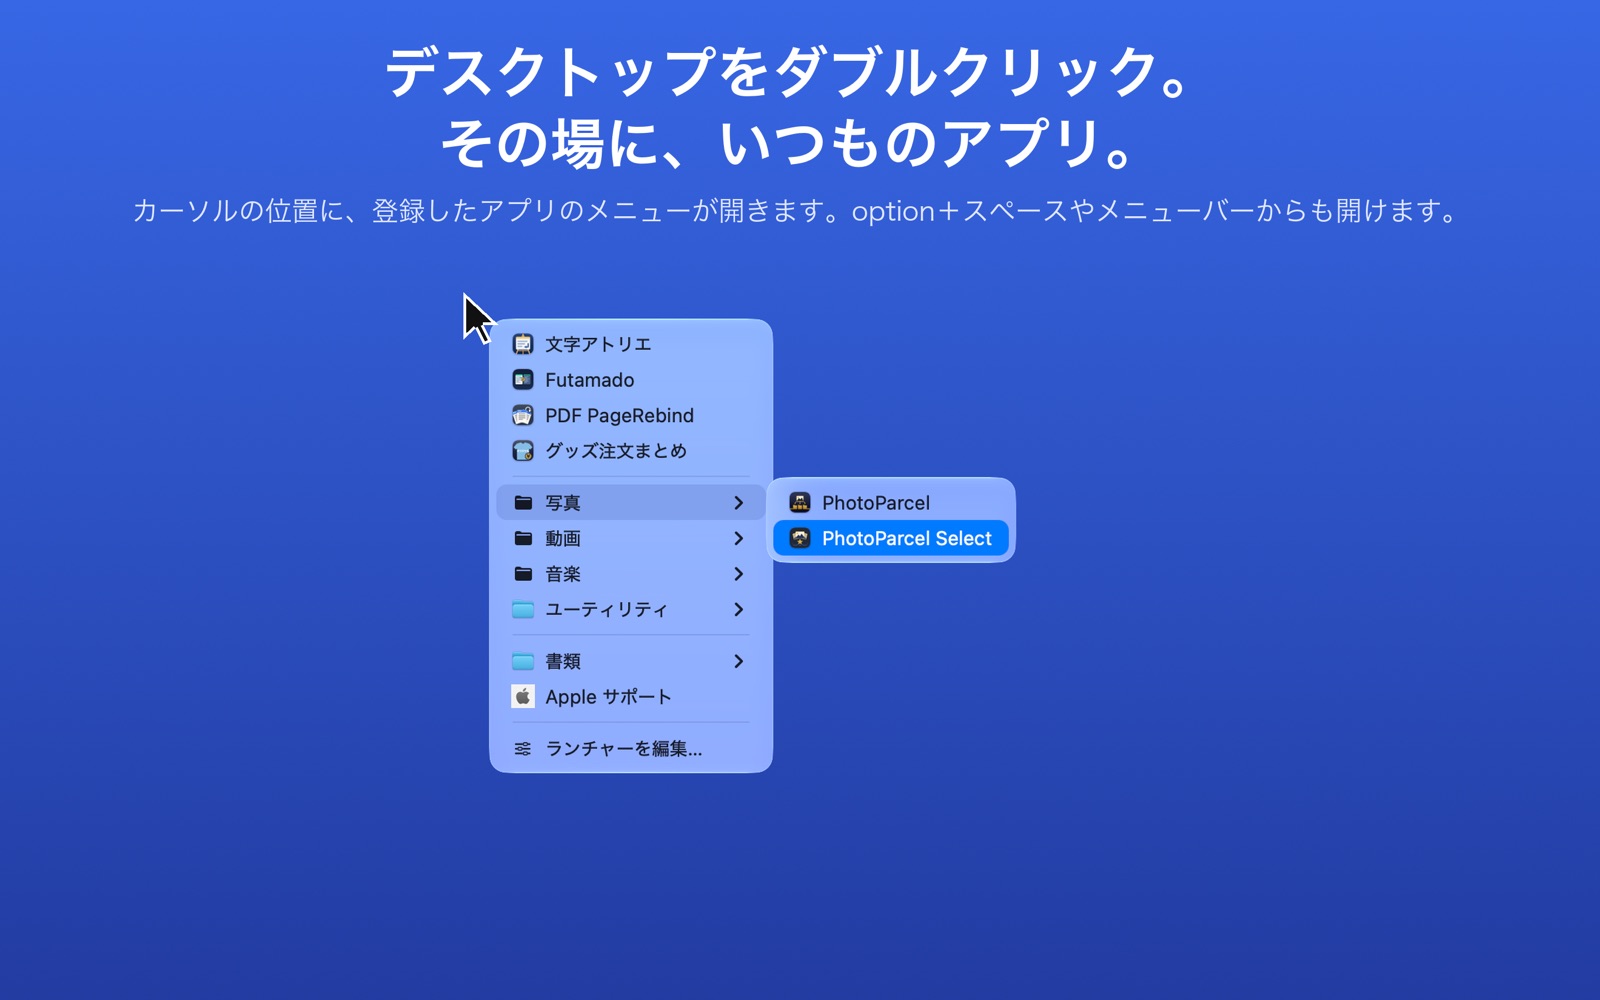 デスクトップをダブルクリック。
その場に、いつものアプリ。
カーソルの位置に、登録したアプリのメニューが開きます。option＋スペースやメニューバーからも開けます。
文字アトリエ
Futamado
PDF PageRebind
グッズ注文まとめ
写真
動画
音楽
ユーティリティ
書類
Apple サポート
ランチャーを編集...
PhotoParcel
PhotoParcel Select